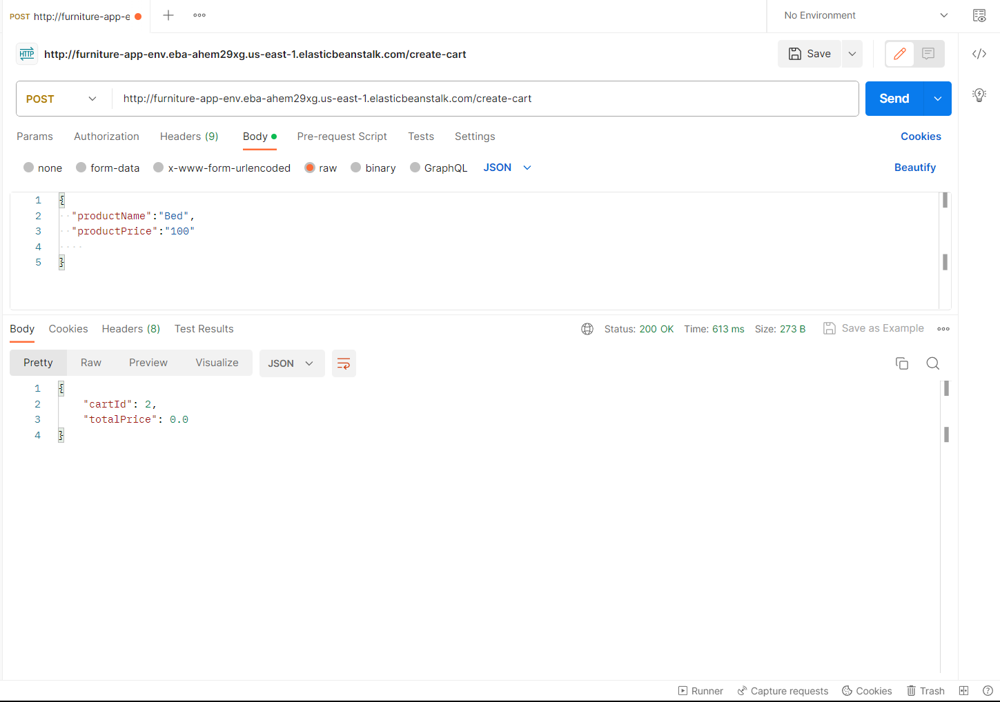 POST http://furniture-app-e
No Environment
HTTP http://furniture-app-env.eba-ahem29xg.us-east-1.elasticbeanstalk.com/create-cart
Save
POST http://furniture-app-env.eba-ahem29xg.us-east-1.elasticbeanstalk.com/create-cart
Send
Params Authorization Headers (9) Body Pre-request Script Tests Settings Cookies
none form-data x-www-form-urlencoded raw binary GraphQL JSON Beautify
1 {
2 "productName":"Bed",
3 "productPrice":"100"
4
5 }
Body Cookies Headers (8) Test Results Status: 200 OK Time: 613 ms Size: 273 B Save as Example
Pretty Raw Preview Visualize JSON
1 {
2 "cartId": 2,
3 "totalPrice": 0.0
4 }
Runner Capture requests Cookies Trash